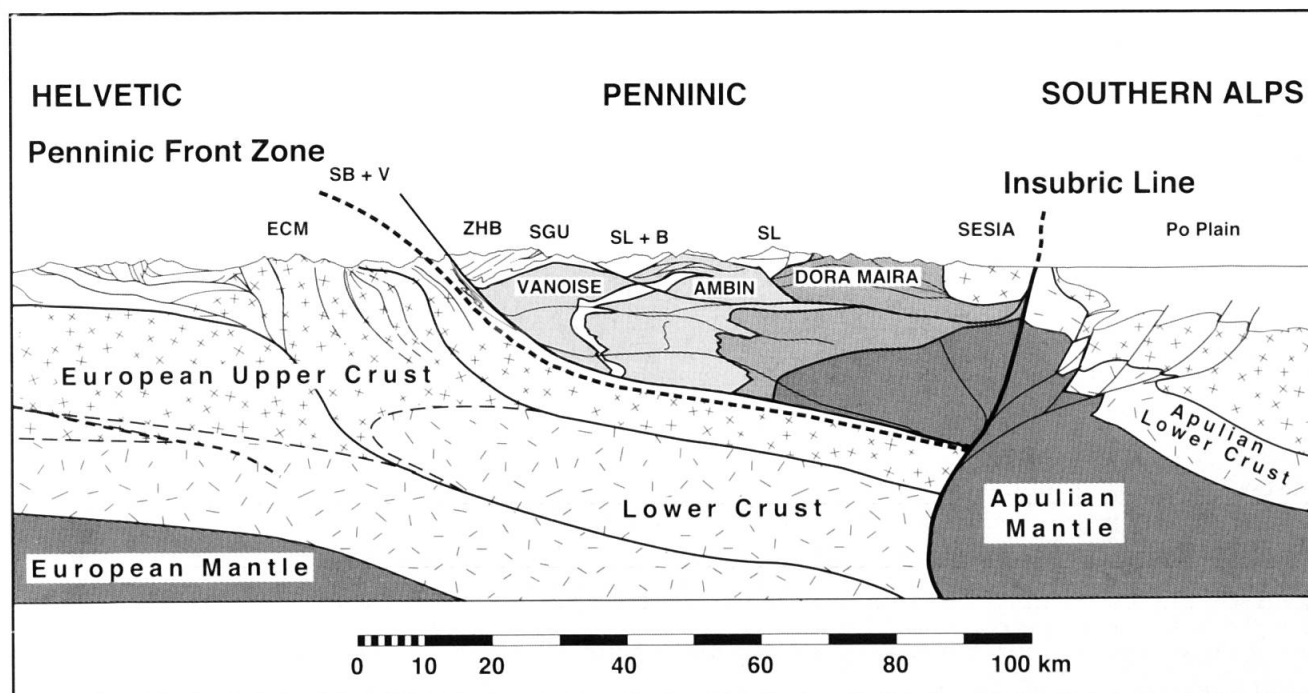 HELVETIC PENNINIC SOUTHERN ALPS
Penninic Front Zone
SB + V
Insubric Line
ECM ZHB SGU SL + B SL SESIA Po Plain
VANOISE AMBIN DORA MAIRA
European Upper Crust
Apulian
Lower Crust
Lower Crust
Apulian
Mantle
European Mantle
0 10 20 40 60 80 100 km